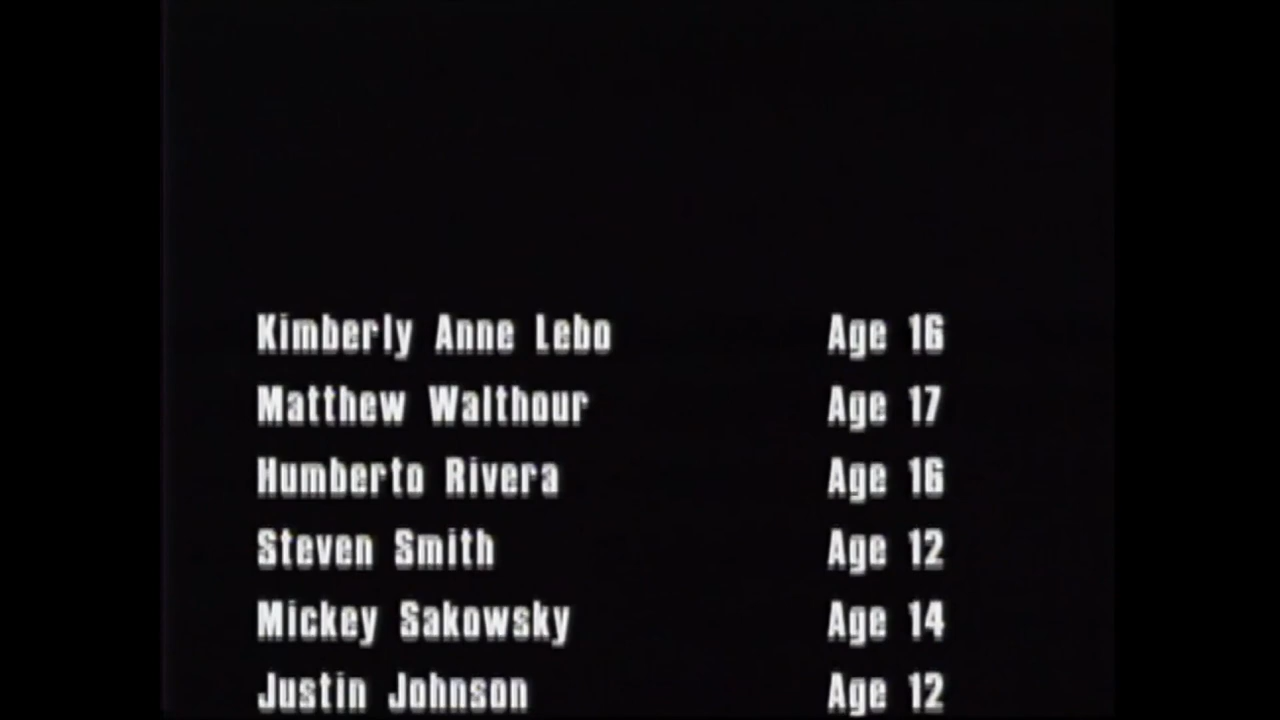 Kimberly Anne Lebo Age 16
Matthew Walthour Age 17
Humberto Rivera Age 16
Steven Smith Age 12
Mickey Sakowsky Age 14
Justin Johnson Age 12